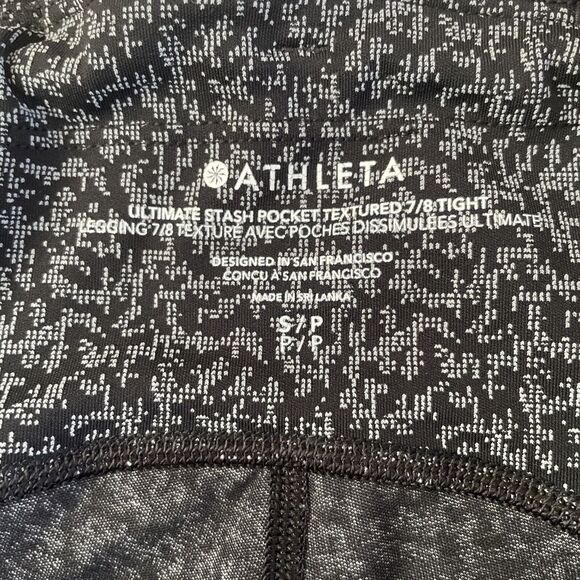 ATHLETA
ULTIMATE STASH POCKET TEXTURED 7/8 TIGHT
LEGGING 7/8 TEXTURE AVEC POCHES DISSIMULÉES ULTIMATE
DESIGNED IN SAN FRANCISCO
CONÇU À SAN FRANCISCO
MADE IN SRI LANKA
S/P
P/P